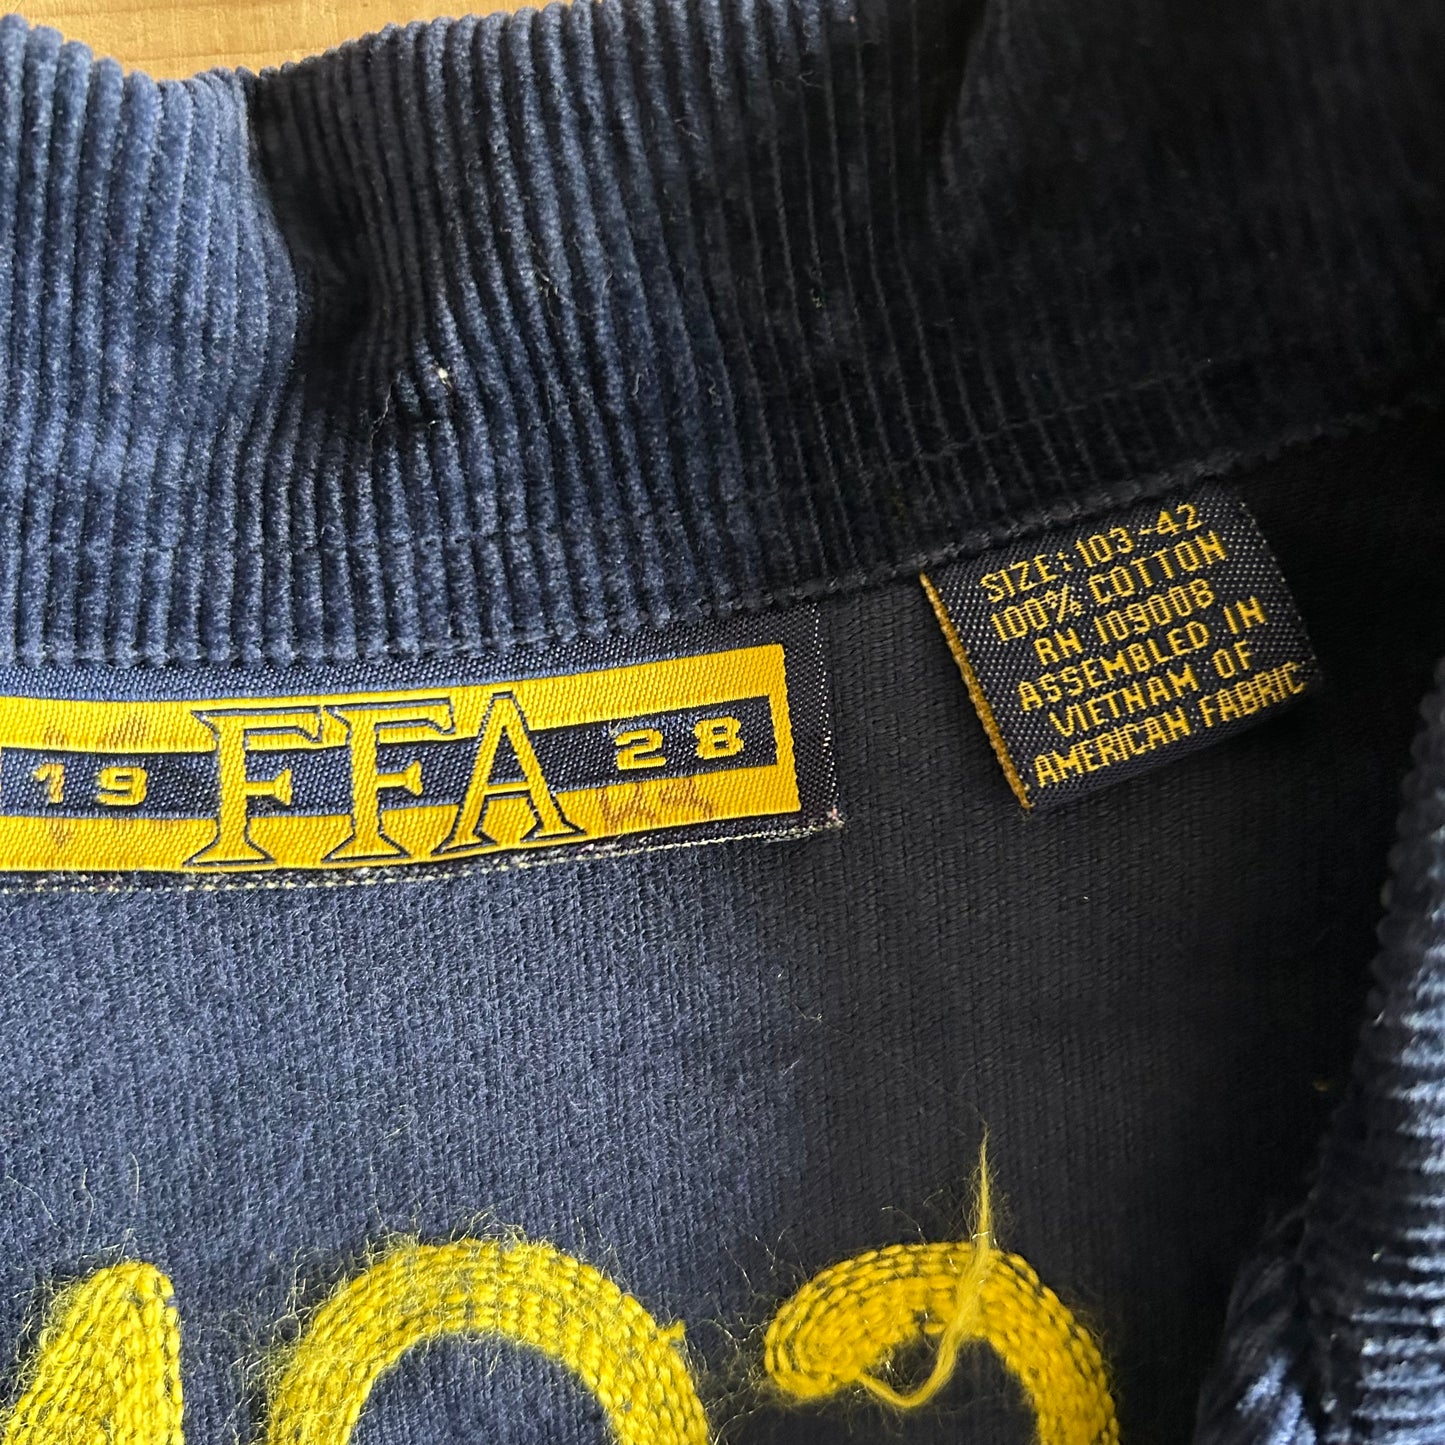 SIZE: 103-42
100% COTTON
RN 109008
ASSEMBLED IN
VIETNAM OF
AMERICAN FABRIC
19 FFA 28